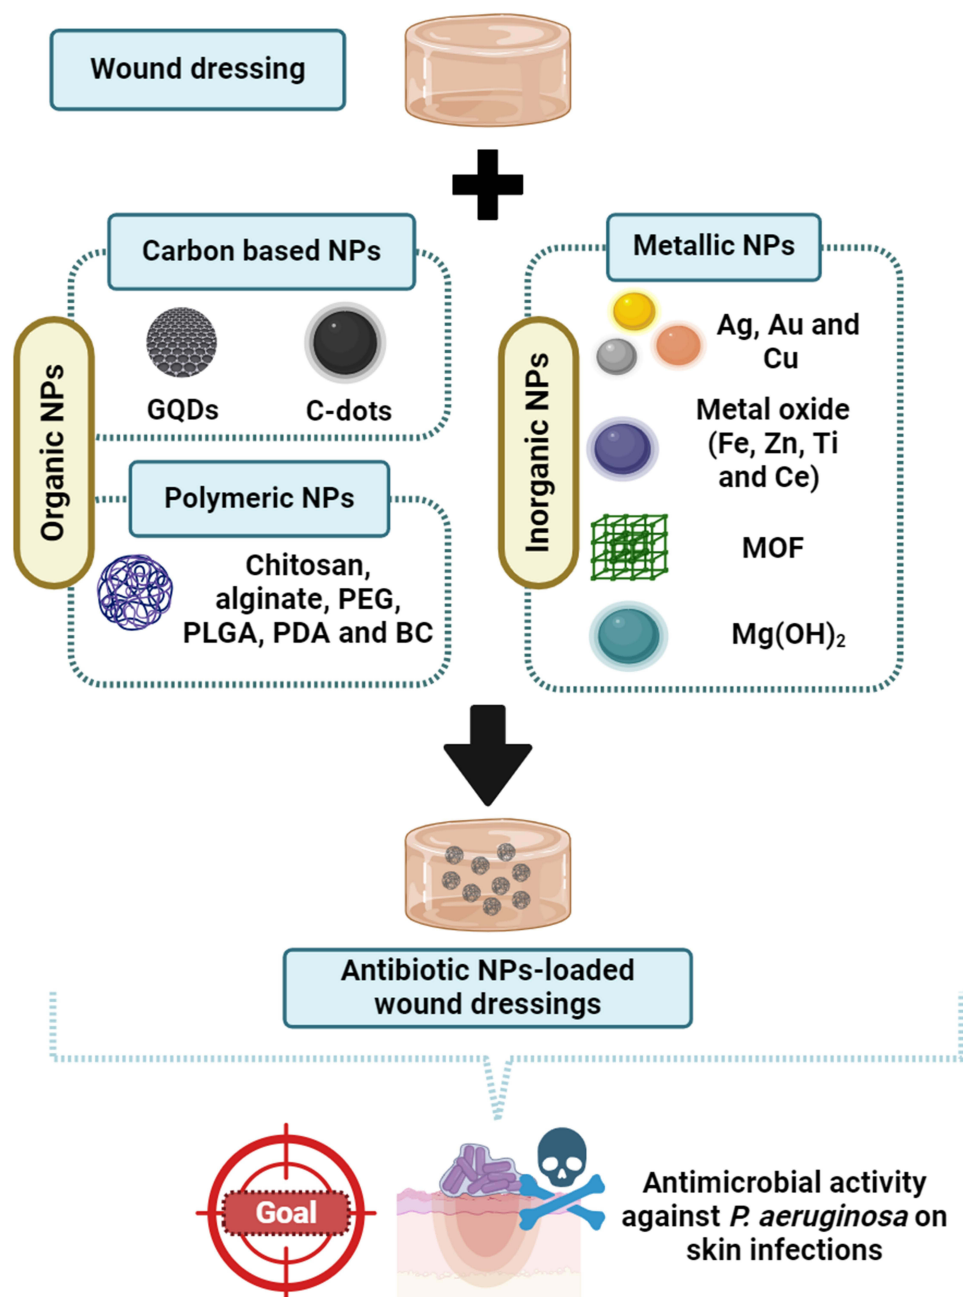 Wound dressing
Carbon based NPs
Organic NPs
GQDs
C-dots
Polymeric NPs
Chitosan,
alginate, PEG,
PLGA, PDA and BC
Metallic NPs
Inorganic NPs
Ag, Au and
Cu
Metal oxide
(Fe, Zn, Ti
and Ce)
MOF
Mg(OH)₂
Antibiotic NPs-loaded
wound dressings
Goal
Antimicrobial activity
against P. aeruginosa on
skin infections